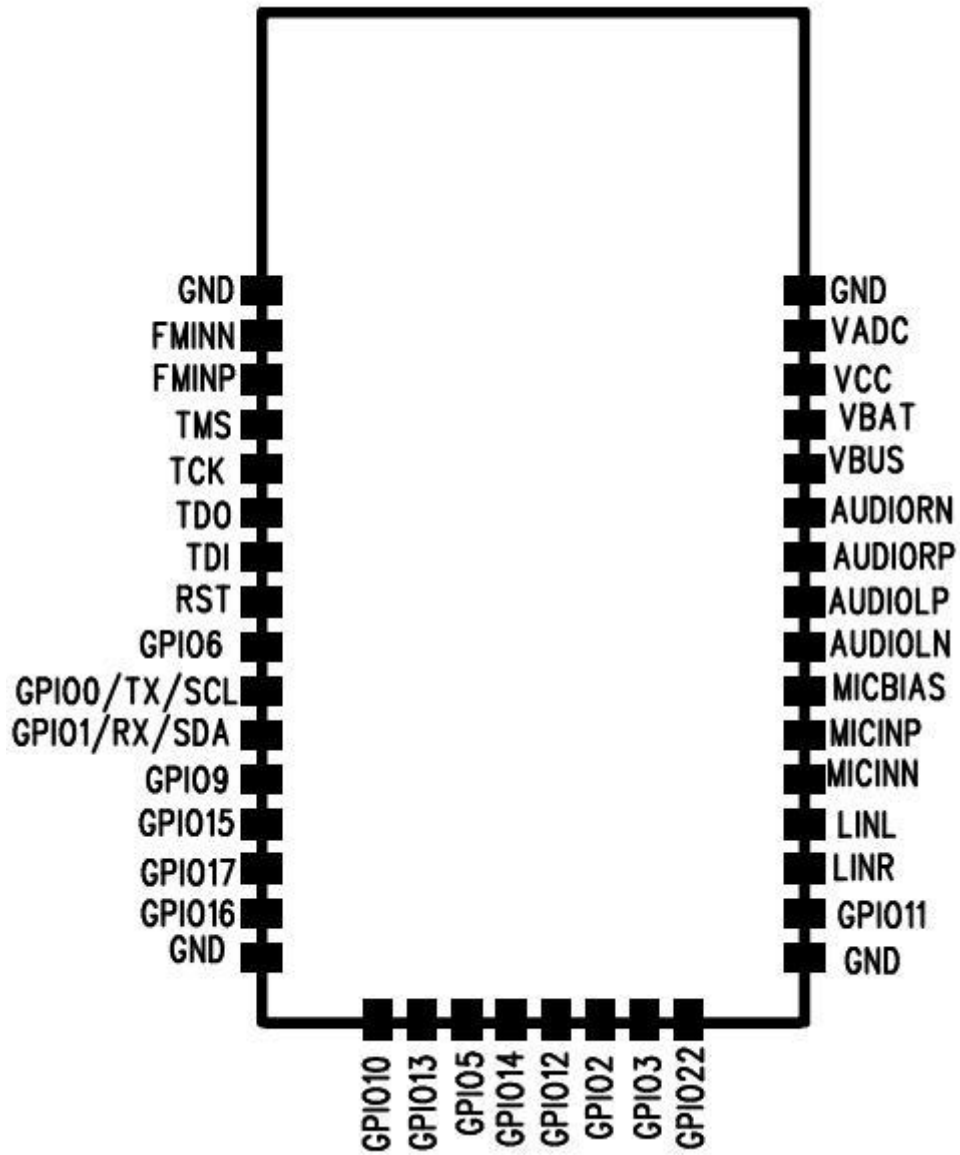 GND
FMINN
FMINP
TMS
TCK
TDO
TDI
RST
GPIO6
GPIO0/TX/SCL
GPIO1/RX/SDA
GPIO9
GPIO15
GPIO17
GPIO16
GND
GPIO10
GPIO13
GPIO5
GPIO14
GPIO12
GPIO2
GPIO3
GPIO22
GND
VADC
VCC
VBAT
VBUS
AUDIORN
AUDIORP
AUDIOLP
AUDIOLN
MICBIAS
MICINP
MICINN
LINL
LINR
GPIO11
GND